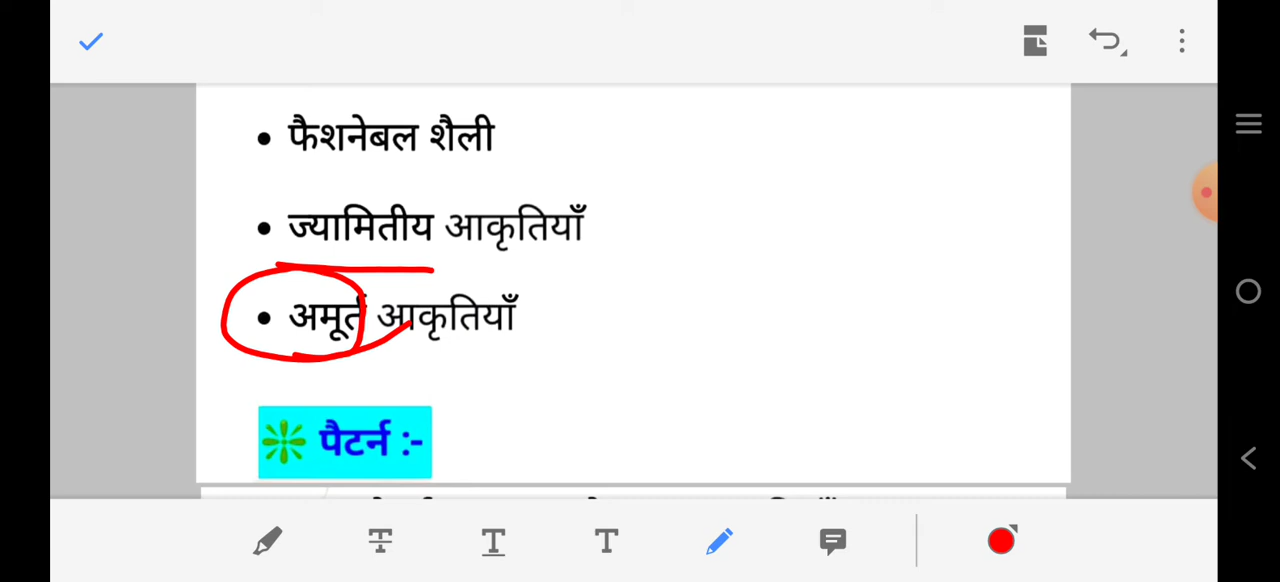 • फैशनेबल शैली
• ज्यामितीय आकृतियाँ
• अमूर्त आकृतियाँ
पैटर्न :-